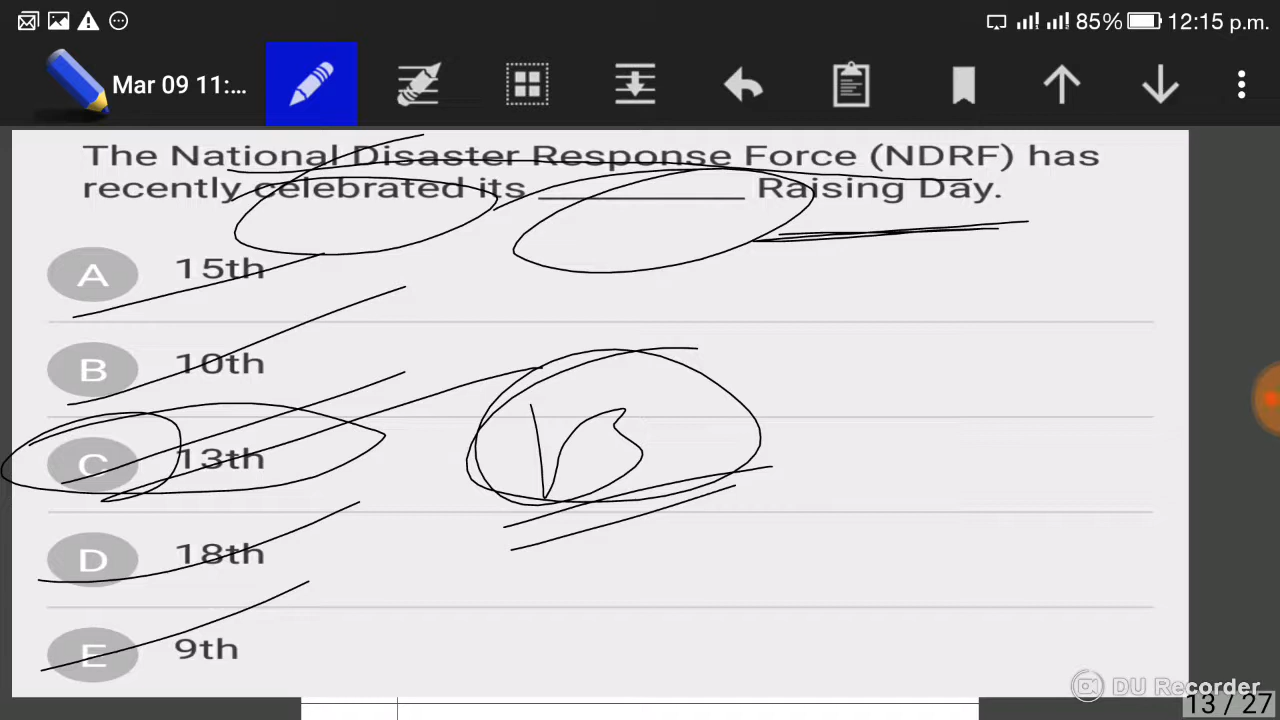 85% 12:15 p.m.
Mar 09 11:...
The National Disaster Response Force (NDRF) has
recently celebrated its __________ Raising Day.
A 15th
B 10th
C 13th
D 18th
E 9th
DU Recorder
13 / 27